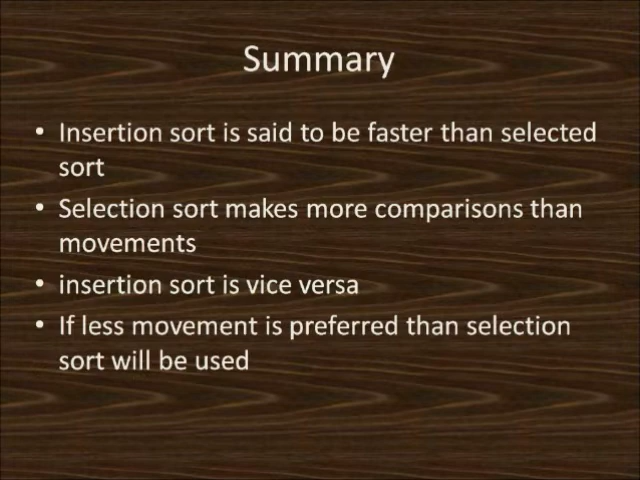 Summary
• Insertion sort is said to be faster than selected
sort
• Selection sort makes more comparisons than
movements
• insertion sort is vice versa
• If less movement is preferred than selection
sort will be used